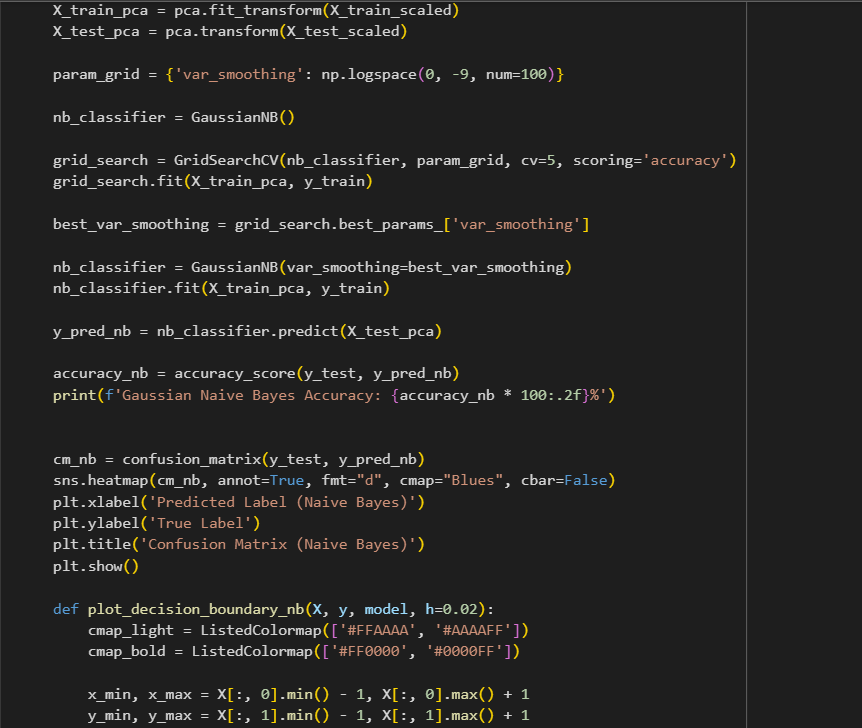 X_train_pca = pca.fit_transform(X_train_scaled)
X_test_pca = pca.transform(X_test_scaled)
param_grid = {'var_smoothing': np.logspace(0, -9, num=100)}
nb_classifier = GaussianNB()
grid_search = GridSearchCV(nb_classifier, param_grid, cv=5, scoring='accuracy')
grid_search.fit(X_train_pca, y_train)
best_var_smoothing = grid_search.best_params_['var_smoothing']
nb_classifier = GaussianNB(var_smoothing=best_var_smoothing)
nb_classifier.fit(X_train_pca, y_train)
y_pred_nb = nb_classifier.predict(X_test_pca)
accuracy_nb = accuracy_score(y_test, y_pred_nb)
print(f'Gaussian Naive Bayes Accuracy: {accuracy_nb * 100:.2f}%')
cm_nb = confusion_matrix(y_test, y_pred_nb)
sns.heatmap(cm_nb, annot=True, fmt="d", cmap="Blues", cbar=False)
plt.xlabel('Predicted Label (Naive Bayes)')
plt.ylabel('True Label')
plt.title('Confusion Matrix (Naive Bayes)')
plt.show()
def plot_decision_boundary_nb(X, y, model, h=0.02):
cmap_light = ListedColormap(['#FFAAAA', '#AAAAFF'])
cmap_bold = ListedColormap(['#FF0000', '#0000FF'])
x_min, x_max = X[:, 0].min() - 1, X[:, 0].max() + 1
y_min, y_max = X[:, 1].min() - 1, X[:, 1].max() + 1